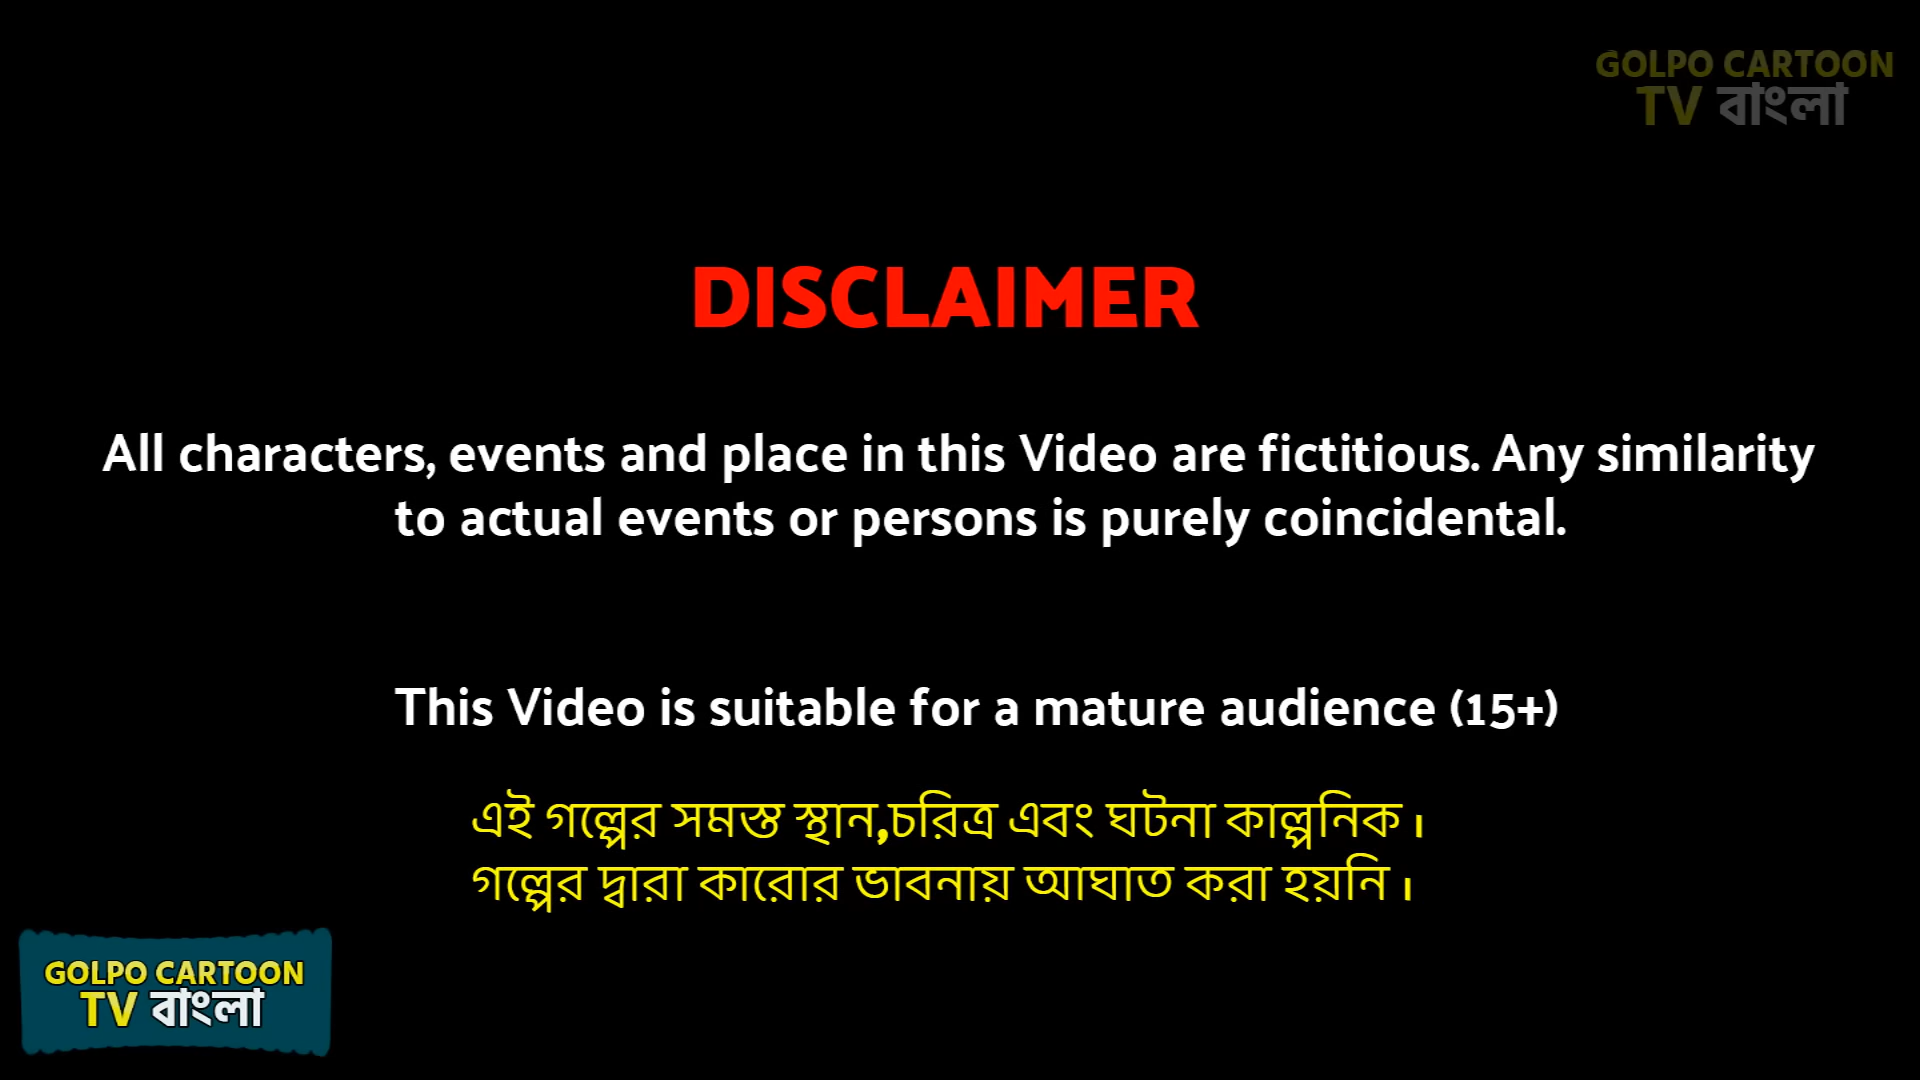 GOLPO CARTOON
TV বাংলা
DISCLAIMER
All characters, events and place in this Video are fictitious. Any similarity
to actual events or persons is purely coincidental.
This Video is suitable for a mature audience (15+)
এই গল্পের সমস্ত স্থান,চরিত্র এবং ঘটনা কাল্পনিক।
গল্পের দ্বারা কারোর ভাবনায় আঘাত করা হয়নি।
GOLPO CARTOON
TV বাংলা